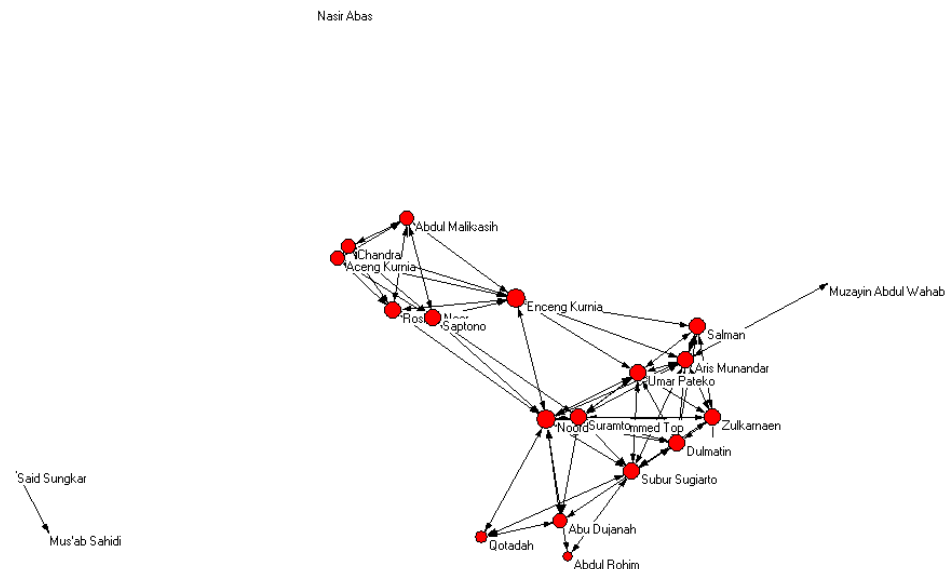 Nasir Abas
Abdul Maliksasih
Chandra
Aceng Kurnia
Muzayin Abdul Wahab
Enceng Kurnia
Saptono
Salman
Aris Munandar
Umar Pateko
Suramto
Top
Zulkarnaen
Dulmatin
'Said Sungkar
Subur Sugiarto
Abu Dujanah
Mus'ab Sahidi
Qotadah
Abdul Rohim